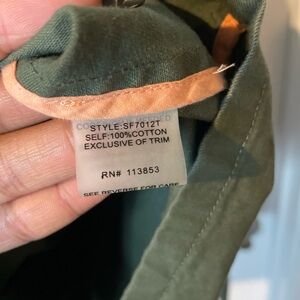 STYLE:SF7012T
SELF:100%COTTON
EXCLUSIVE OF TRIM
RN# 113853
SEE REVERSE FOR CARE